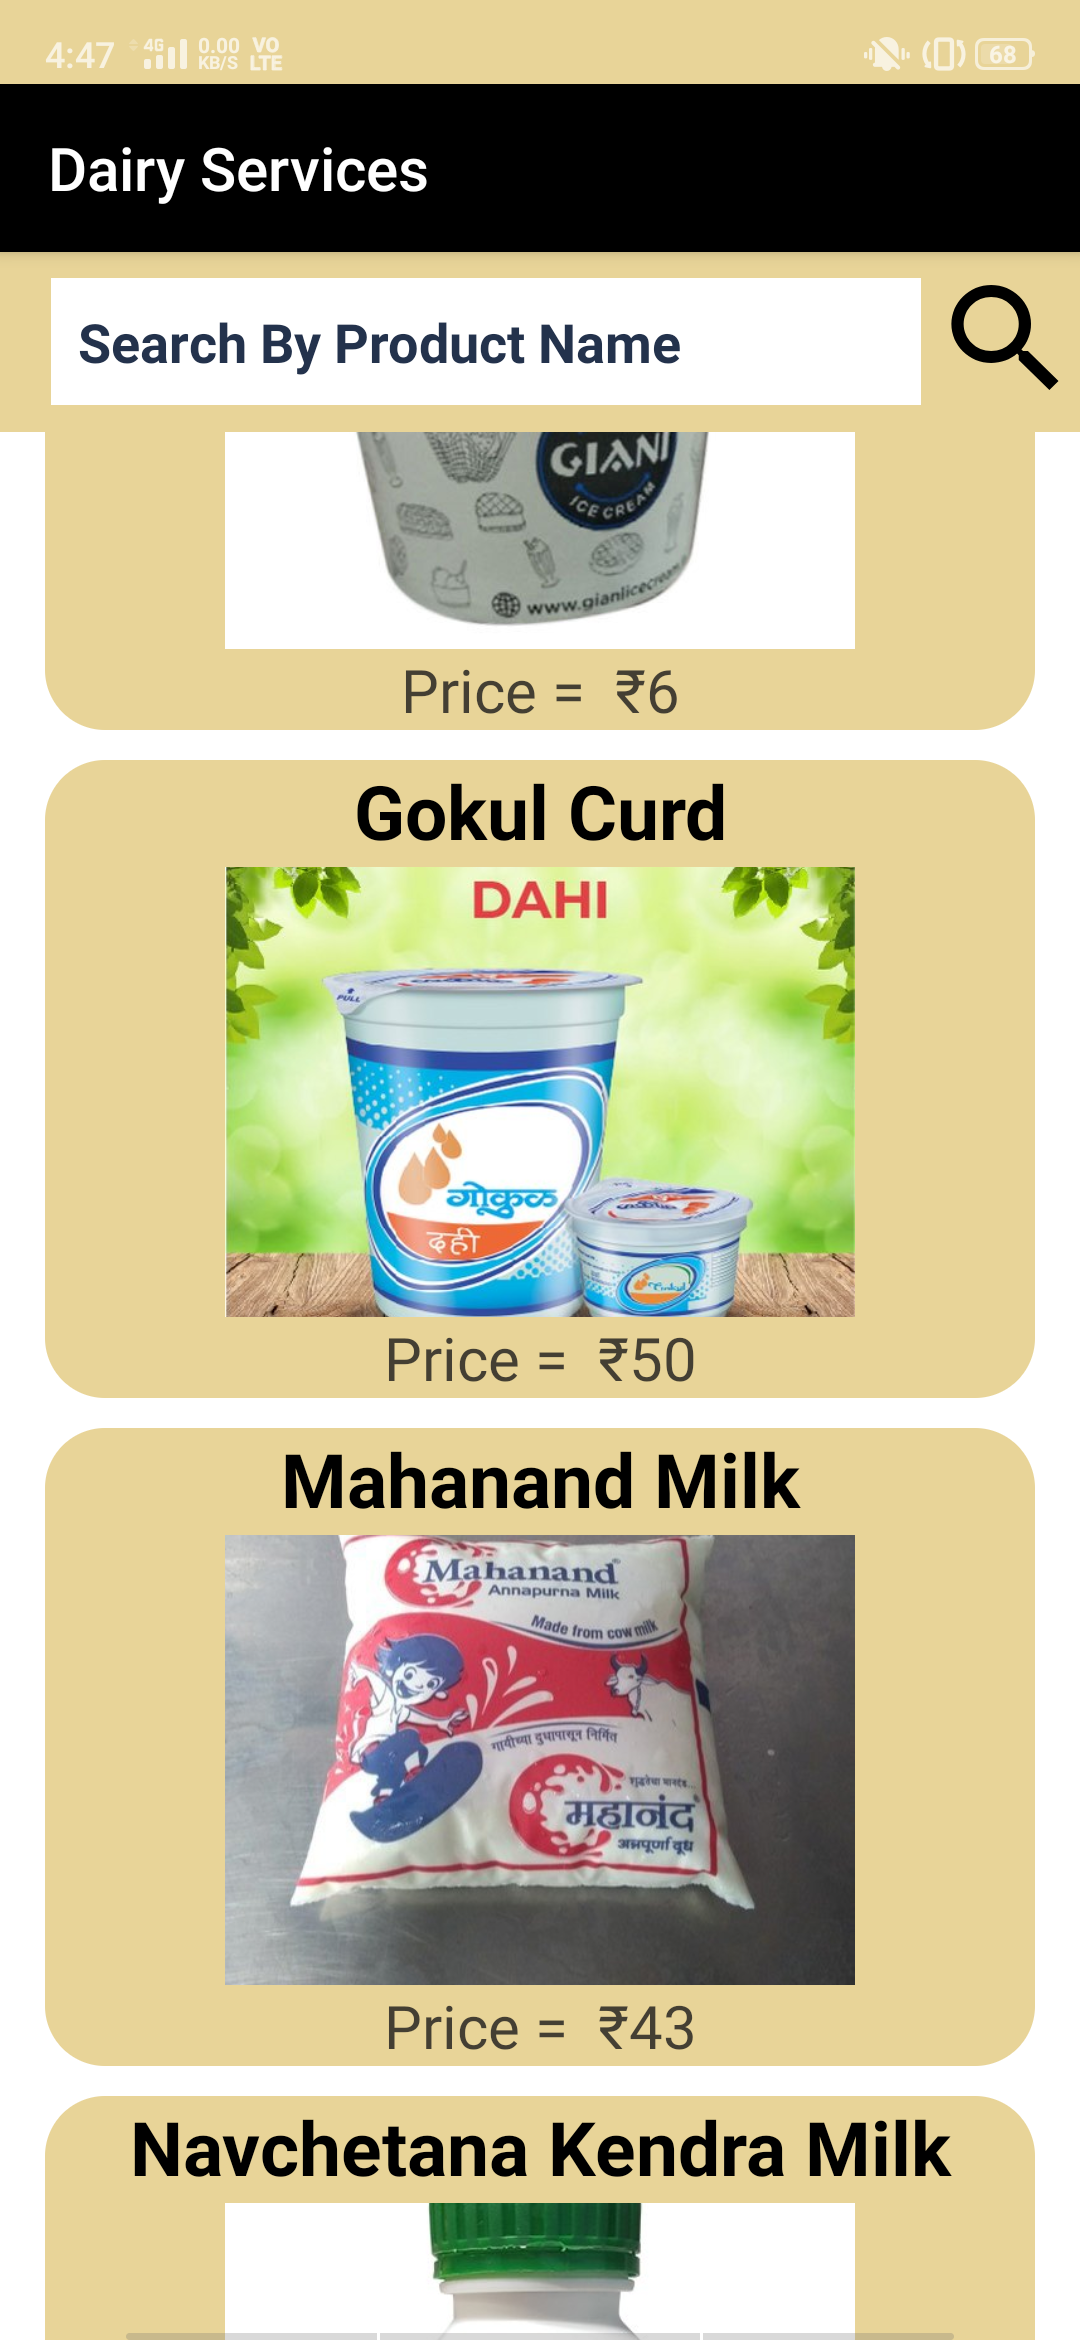 4:47 4G 0.00 KB/S VO LTE 68
Dairy Services
Search By Product Name
GIANI
ICE CREAM
Price = ₹6
Gokul Curd
DAHI
PULL
गोकुळ
दही
Gokul
Price = ₹50
Mahanand Milk
Mahanand
Annapurna Milk
Made from cow milk
गायीच्या दुधापासून निर्मित
शुद्धतेचा मानदंड...
महानंद
अन्नपूर्णा दूध
Price = ₹43
Navchetana Kendra Milk